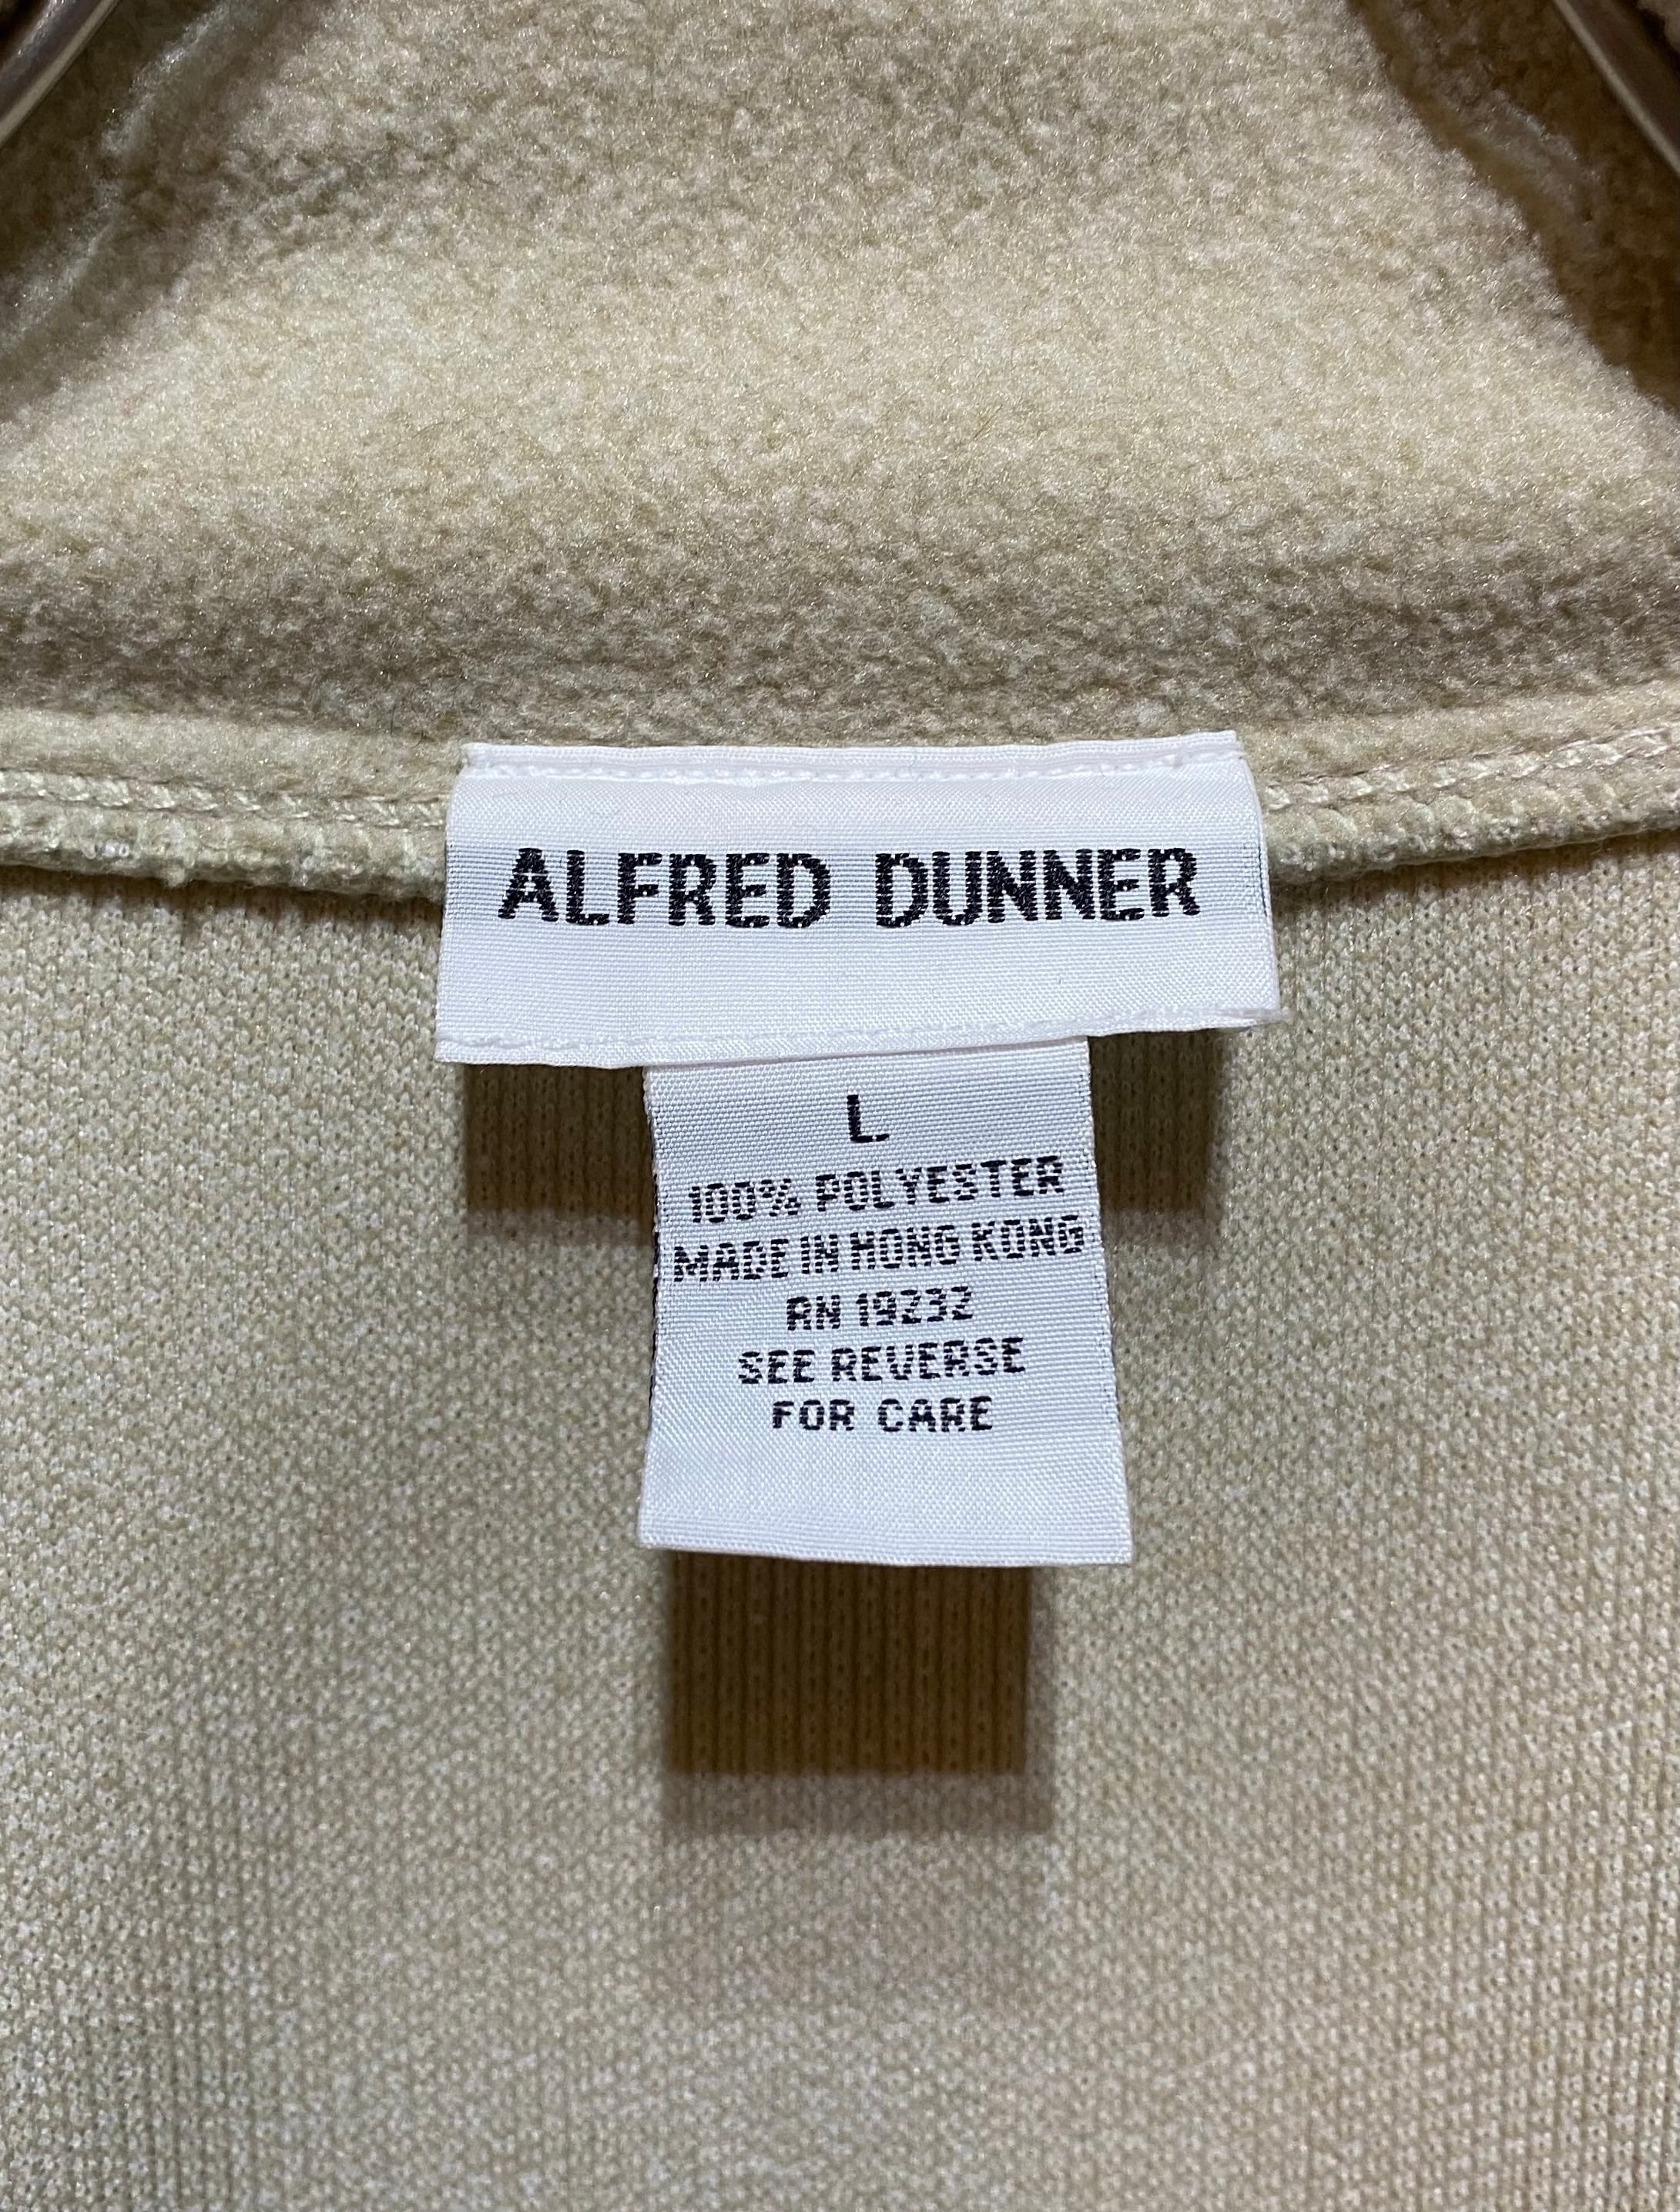 ALFRED DUNNER
L
100% POLYESTER
MADE IN HONG KONG
RN 19232
SEE REVERSE
FOR CARE